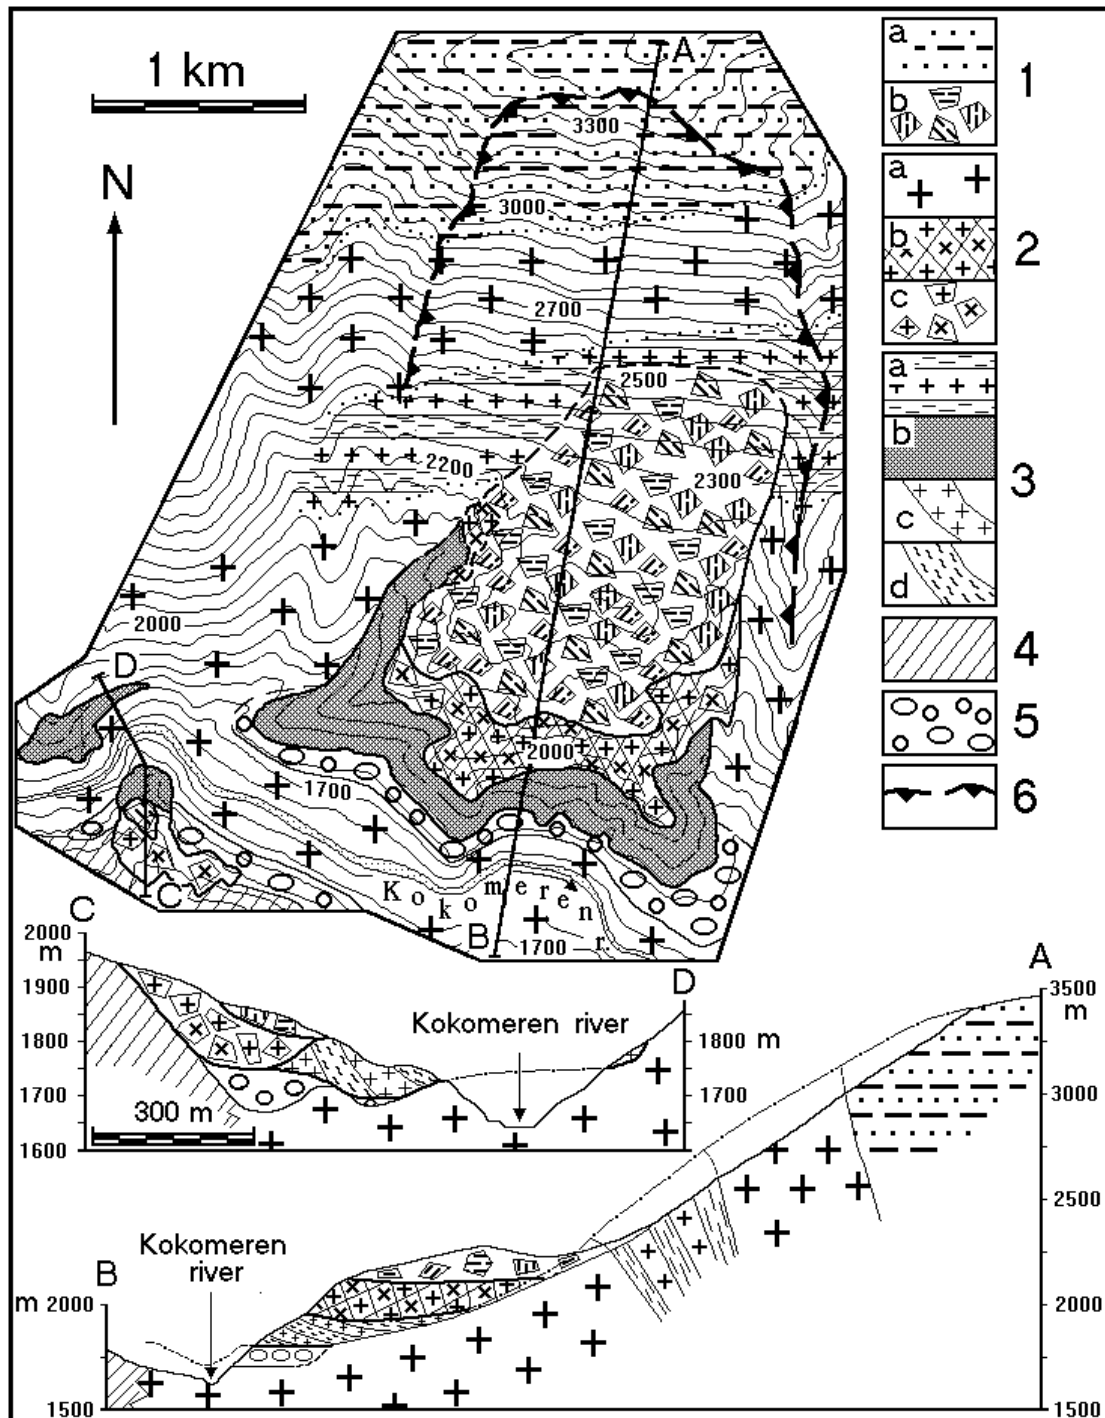 1 km
N
A
3300
3000
2700
2500
2200
2300
2000
D
2000
1700
C
B
Kokomeren r.
1700
a
b
1
a
b
c
2
a
b
c
d
3
4
5
6
C
D
2000
m
1900
1800
1700
1600
Kokomeren river
1800 m
1700
300 m
A
3500
m
3000
2500
2000
1500
Kokomeren
river
B
m 2000
1500